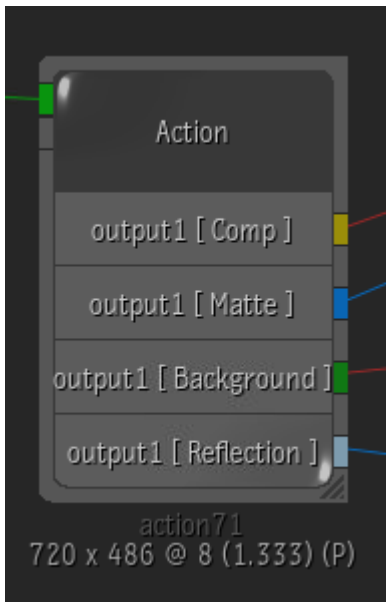 Action
output1 [ Comp ]
output1 [ Matte ]
output1 [ Background ]
output1 [ Reflection ]
action71
720 x 486 @ 8 (1.333) (P)